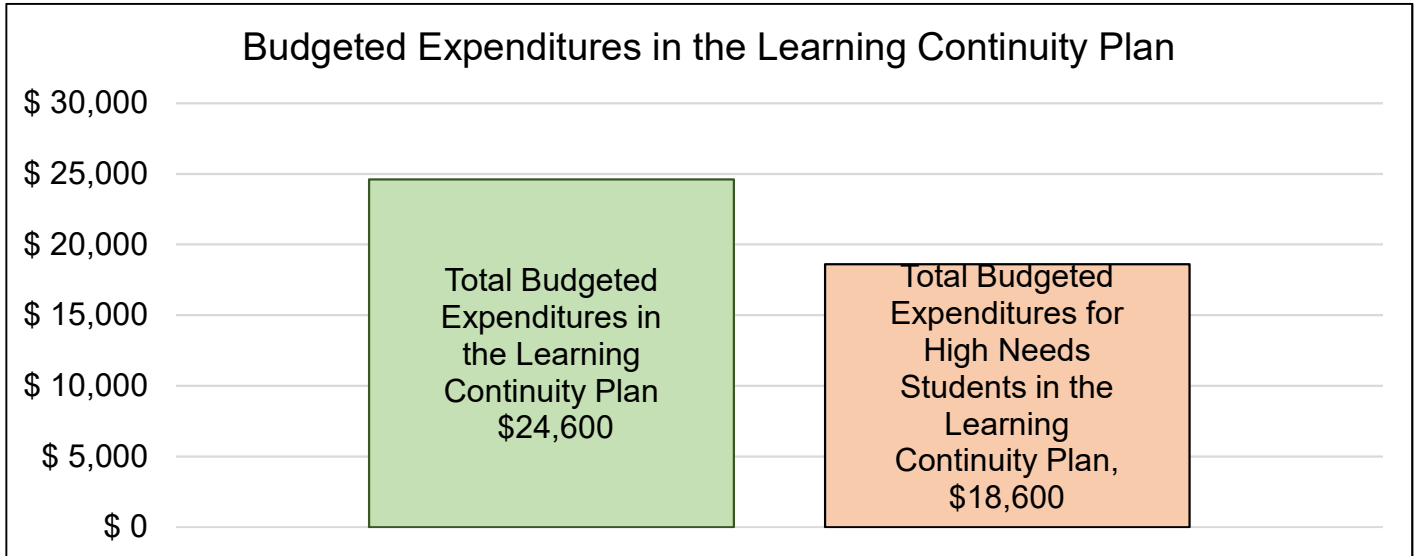 Budgeted Expenditures in the Learning Continuity Plan
$ 30,000
$ 25,000
$ 20,000
$ 15,000
$ 10,000
$ 5,000
$ 0
Total Budgeted
Expenditures in
the Learning
Continuity Plan
$24,600
Total Budgeted
Expenditures for
High Needs
Students in the
Learning
Continuity Plan,
$18,600